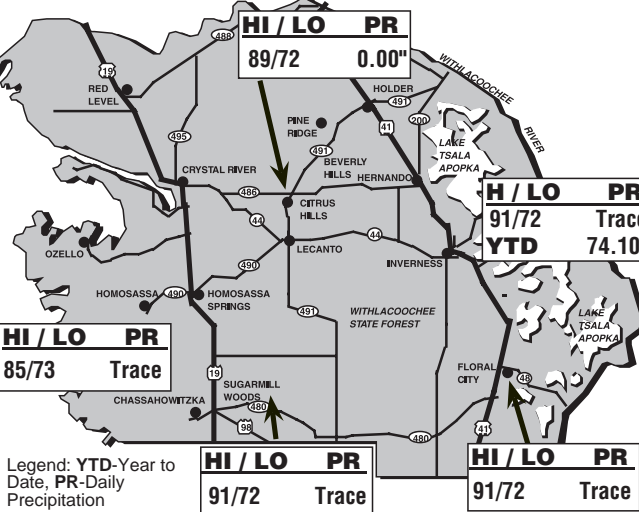 HI / LO PR
89/72 0.00"
488
19
RED
LEVEL
WITHLACOOCHEE
RIVER
HOLDER
491
PINE
RIDGE
41
200
495
491
LAKE
TSALA
APOPKA
BEVERLY
HILLS
CRYSTAL RIVER
HERNANDO
486
CITRUS
HILLS
H / LO PR
91/72 Trace
YTD 74.10
44
44
LECANTO
OZELLO
INVERNESS
490
HOMOSASSA
490
HOMOSASSA
SPRINGS
491
WITHLACOOCHEE
STATE FOREST
LAKE
TSALA
APOPKA
HI / LO PR
85/73 Trace
19
FLORAL
CITY
48
SUGARMILL
WOODS
CHASSAHOWITZKA
480
98
480
41
HI / LO PR
91/72 Trace
HI / LO PR
91/72 Trace
Legend: YTD-Year to
Date, PR-Daily
Precipitation